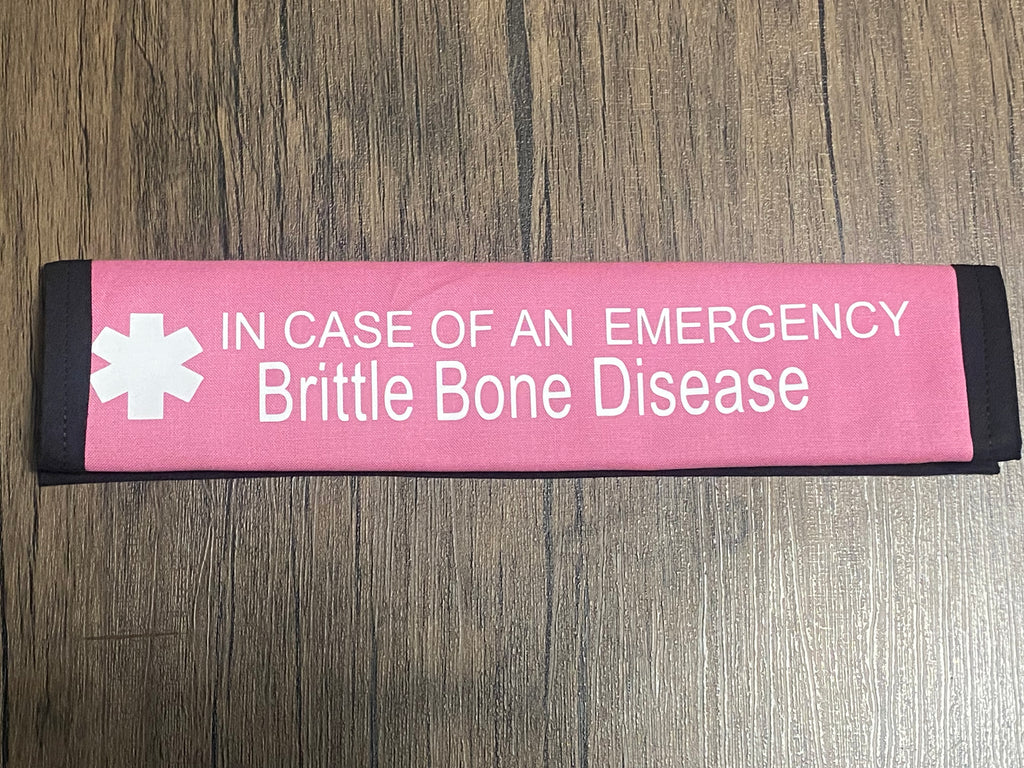 IN CASE OF AN EMERGENCY
Brittle Bone Disease